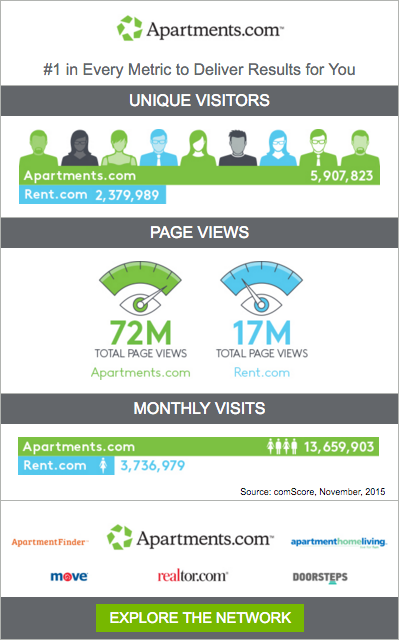 Apartments.com™
#1 in Every Metric to Deliver Results for You
UNIQUE VISITORS
Apartments.com 5,907,823
Rent.com 2,379,989
PAGE VIEWS
72M 17M
TOTAL PAGE VIEWS TOTAL PAGE VIEWS
Apartments.com Rent.com
MONTHLY VISITS
Apartments.com 13,659,903
Rent.com 3,736,979
Source: comScore, November, 2015
ApartmentFinder™ Apartments.com™ apartmenthomeliving
move realtor.com® DOORSTEPS
EXPLORE THE NETWORK